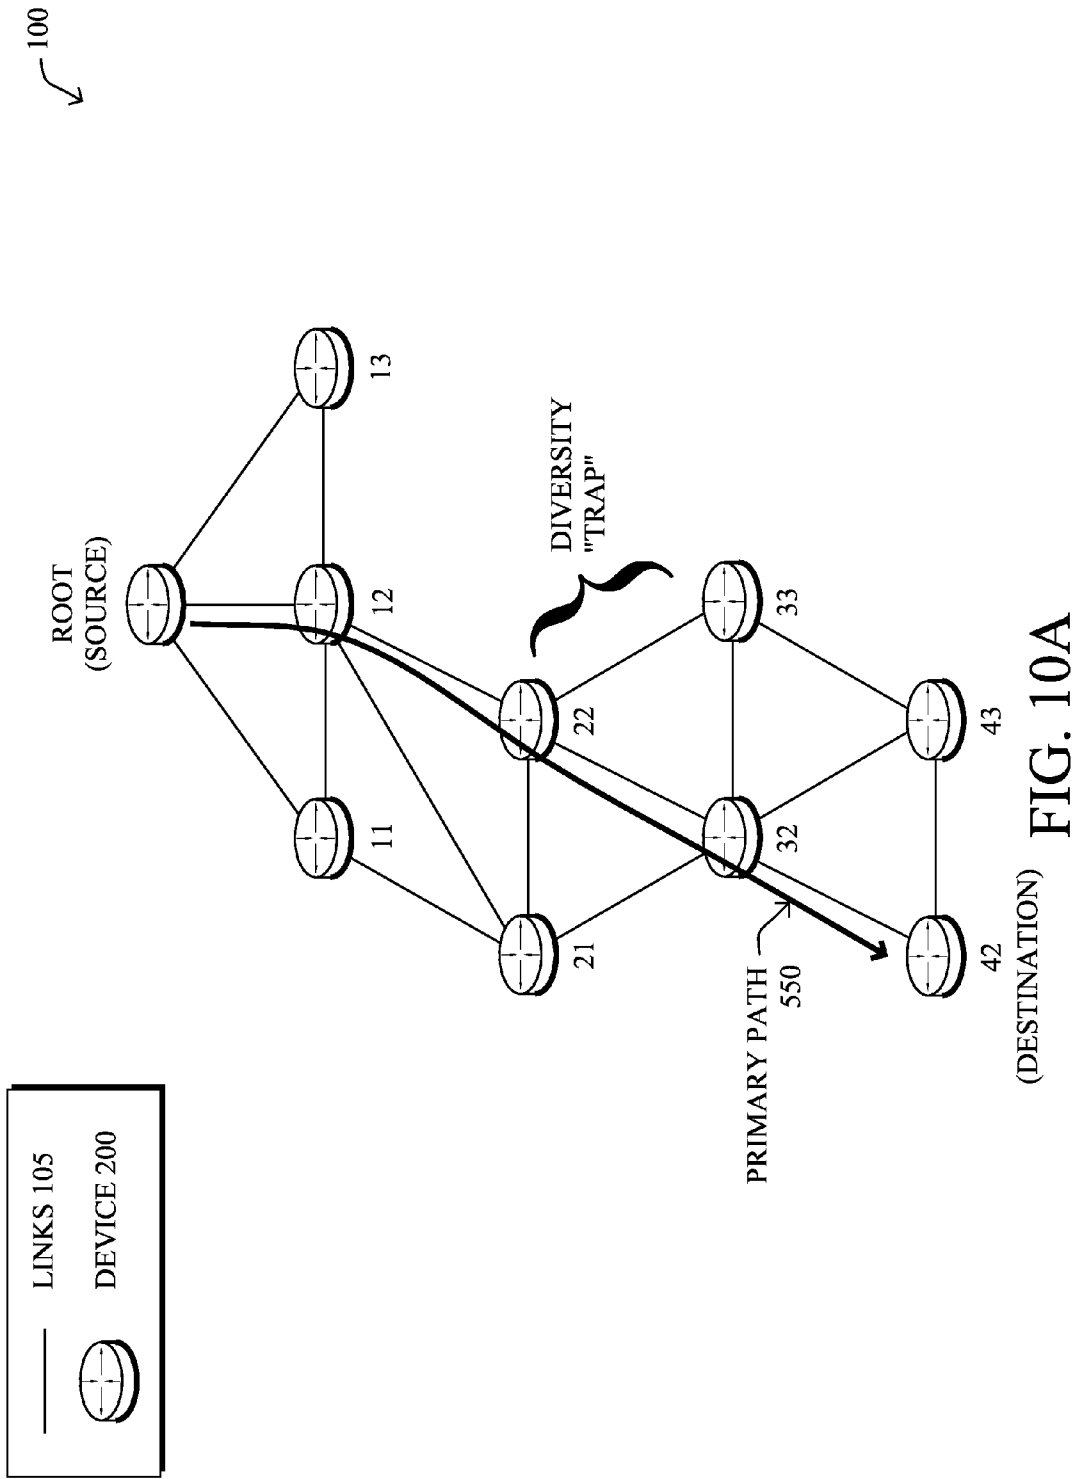 100
ROOT
(SOURCE)
11
12
13
21
22
DIVERSITY
"TRAP"
32
33
PRIMARY PATH
550
42
43
(DESTINATION)
LINKS 105
DEVICE 200
FIG. 10A